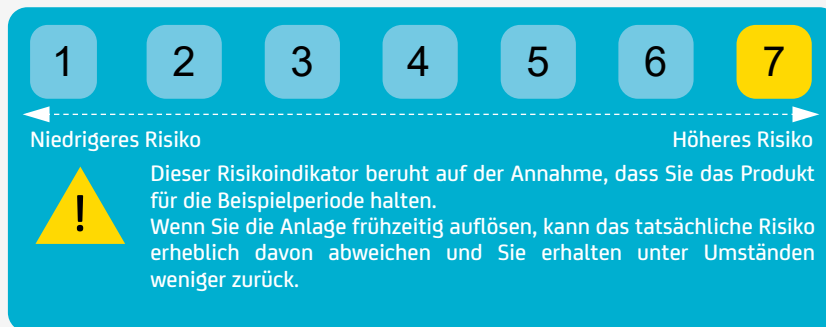 1 2 3 4 5 6 7
Niedrigeres Risiko Höheres Risiko
Dieser Risikoindikator beruht auf der Annahme, dass Sie das Produkt
für die Beispielperiode halten.
!
Wenn Sie die Anlage frühzeitig auflösen, kann das tatsächliche Risiko
erheblich davon abweichen und Sie erhalten unter Umständen
weniger zurück.